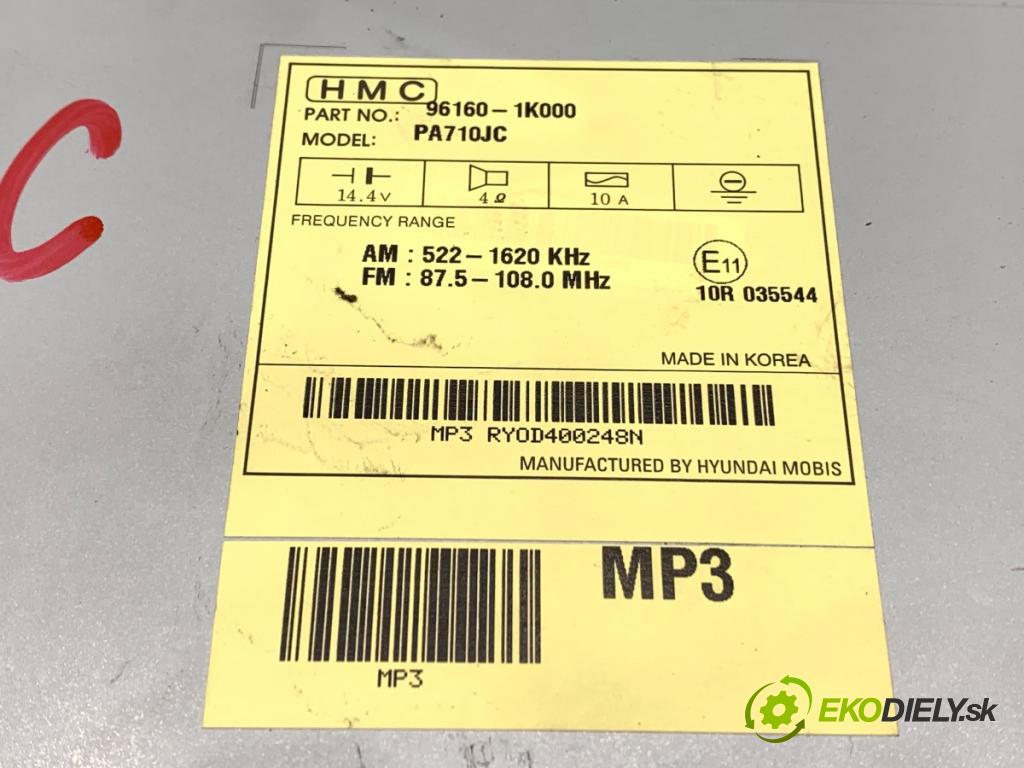 C
HMC
PART NO.: 96160-1K000
MODEL: PA710JC
14.4V 4Ω 10 A
FREQUENCY RANGE
AM : 522-1620 KHz
FM : 87.5-108.0 MHz
E11
10R 035544
MADE IN KOREA
MP3 RYOD400248N
MANUFACTURED BY HYUNDAI MOBIS
MP3
MP3
EKODIELY.sk